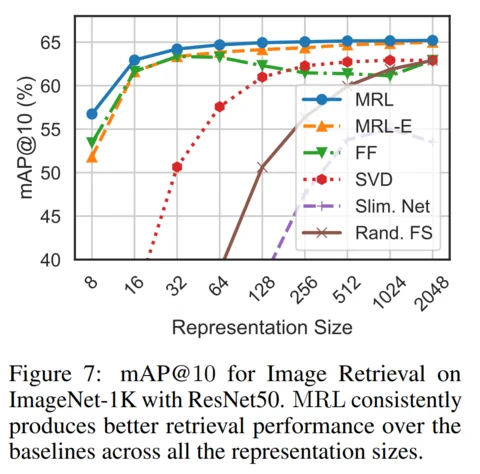 65
60
55
50
45
40
mAP@10 (%)
MRL
MRL-E
FF
SVD
Slim. Net
Rand. FS
8 16 32 64 128 256 512 1024 2048
Representation Size
Figure 7: mAP@10 for Image Retrieval on
ImageNet-1K with ResNet50. MRL consistently
produces better retrieval performance over the
baselines across all the representation sizes.